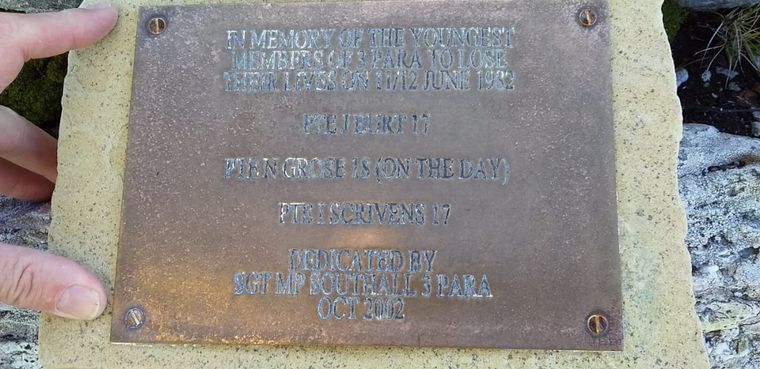 IN MEMORY OF THE YOUNGEST
MEMBERS OF 3 PARA TO LOSE
THEIR LIVES ON 11/12 JUNE 1982
PTE J BURT 17
PTE N GROSE 18 (ON THE DAY)
PTE I SCRIVENS 17
DEDICATED BY
SGT MP SOUTHALL 3 PARA
OCT 2002